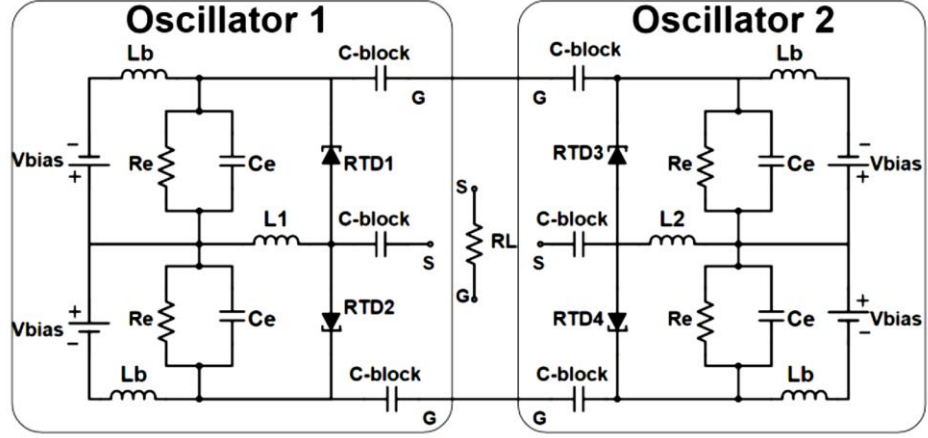 Oscillator 1
Oscillator 2
Lb
C-block
C-block
Lb
G
G
−
Vbias
+
Re
Ce
RTD1
RTD3
Re
Ce
−
Vbias
+
L1
C-block
S
S
RL
G
C-block
S
L2
+
Vbias
−
Re
Ce
RTD2
RTD4
Re
Ce
+
Vbias
−
Lb
C-block
G
C-block
G
Lb